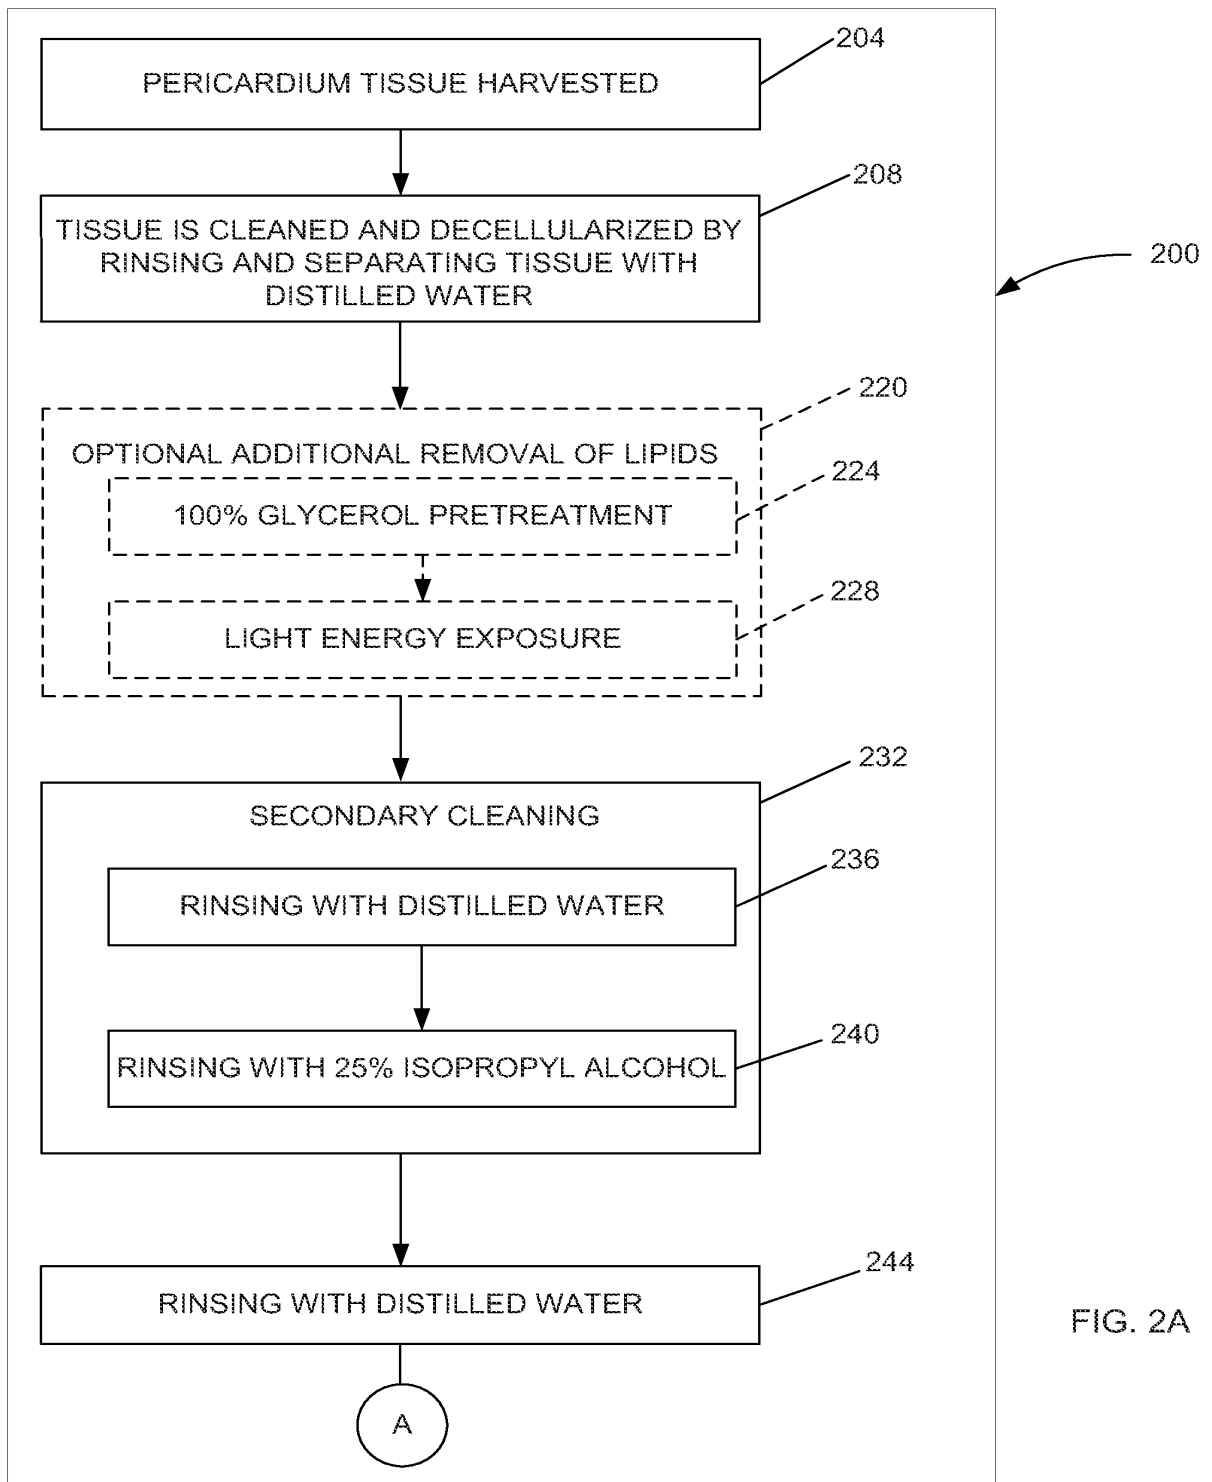 204
PERICARDIUM TISSUE HARVESTED
208
TISSUE IS CLEANED AND DECELLULARIZED BY
RINSING AND SEPARATING TISSUE WITH
DISTILLED WATER
200
220
OPTIONAL ADDITIONAL REMOVAL OF LIPIDS
224
100% GLYCEROL PRETREATMENT
228
LIGHT ENERGY EXPOSURE
232
SECONDARY CLEANING
236
RINSING WITH DISTILLED WATER
240
RINSING WITH 25% ISOPROPYL ALCOHOL
244
RINSING WITH DISTILLED WATER
FIG. 2A
A